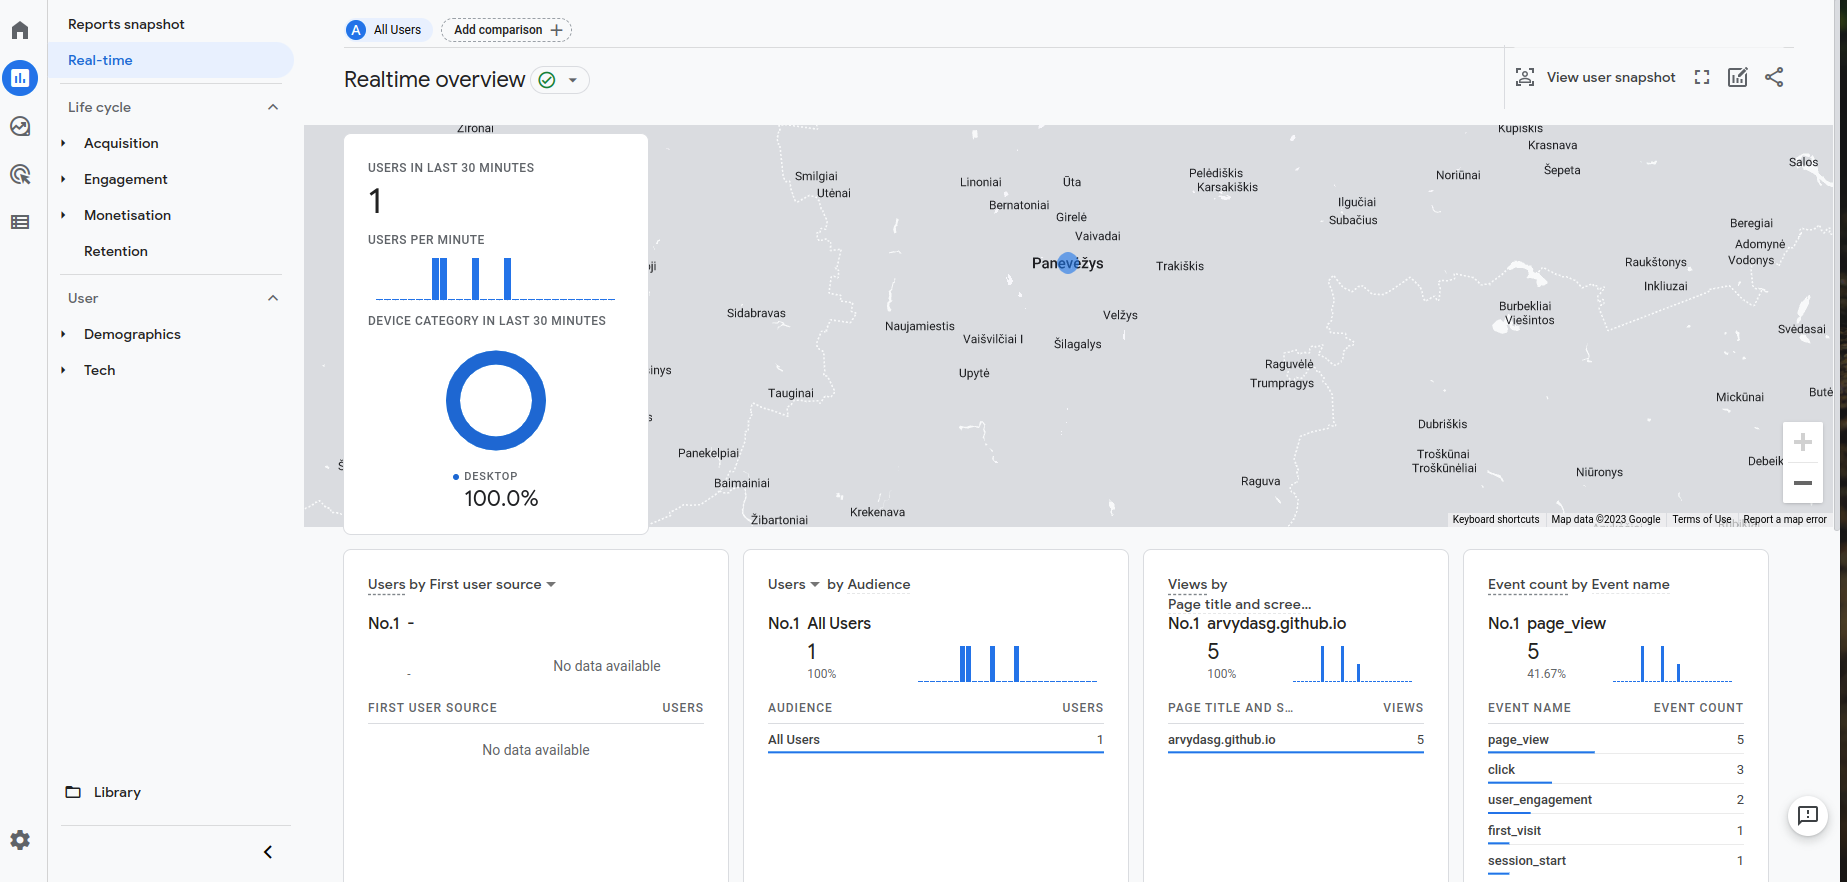 Reports snapshot
Real-time
Life cycle
Acquisition
Engagement
Monetisation
Retention
User
Demographics
Tech
Library
A All Users
Add comparison
Realtime overview
View user snapshot
USERS IN LAST 30 MINUTES
1
USERS PER MINUTE
DEVICE CATEGORY IN LAST 30 MINUTES
DESKTOP
100.0%
Žironai
Smilgiai
Utėnai
Linoniai
Ūta
Bernatoniai
Girelė
Vaivadai
Panevėžys
Trakiškis
Pelėdiškis
Karsakiškis
Kupiškis
Krasnava
Noriūnai
Šepeta
Salos
Ilgučiai
Subačius
Beregiai
Adomynė
Vodonys
Raukštonys
Inkliuzai
Burbekliai
Viešintos
Svėdasai
Sidabravas
Naujamiestis
Velžys
Vaišvilčiai I
Šilagalys
Upytė
Raguvėlė
Trumpragys
Tauginai
Mickūnai
Butė
Dubriškis
Troškūnai
Troškūnėliai
Panekelpiai
Debeik
Niūronys
Raguva
Baimainiai
Krekenava
Žibartoniai
Keyboard shortcuts
Map data ©2023 Google
Terms of Use
Report a map error
Users by First user source
No.1 -
-
No data available
FIRST USER SOURCE USERS
No data available
Users by Audience
No.1 All Users
1
100%
AUDIENCE USERS
All Users 1
Views by
Page title and scree…
No.1 arvydasg.github.io
5
100%
PAGE TITLE AND S… VIEWS
arvydasg.github.io 5
Event count by Event name
No.1 page_view
5
41.67%
EVENT NAME EVENT COUNT
page_view 5
click 3
user_engagement 2
first_visit 1
session_start 1